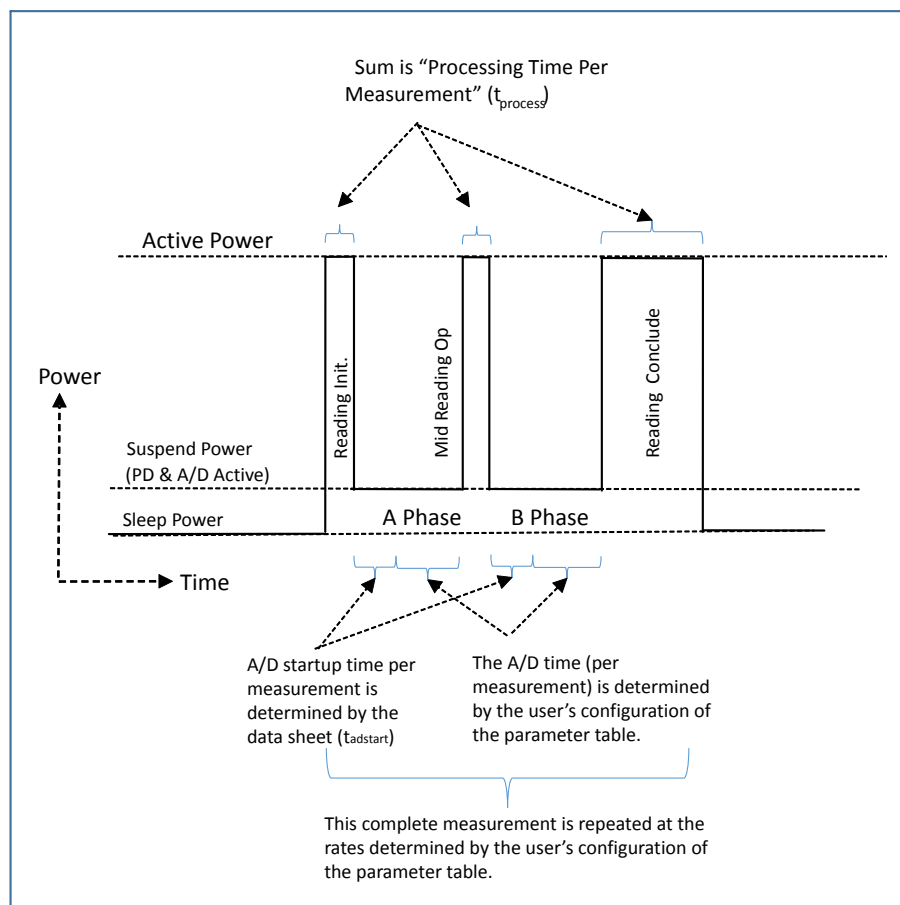 Sum is “Processing Time Per
Measurement” (tprocess)
Active Power
Reading Init.
Mid Reading Op
Reading Conclude
Power
Suspend Power
(PD & A/D Active)
Sleep Power
A Phase
B Phase
Time
A/D startup time per
measurement is
determined by the
data sheet (tadstart)
The A/D time (per
measurement) is determined
by the user’s configuration of
the parameter table.
This complete measurement is repeated at the
rates determined by the user’s configuration of
the parameter table.